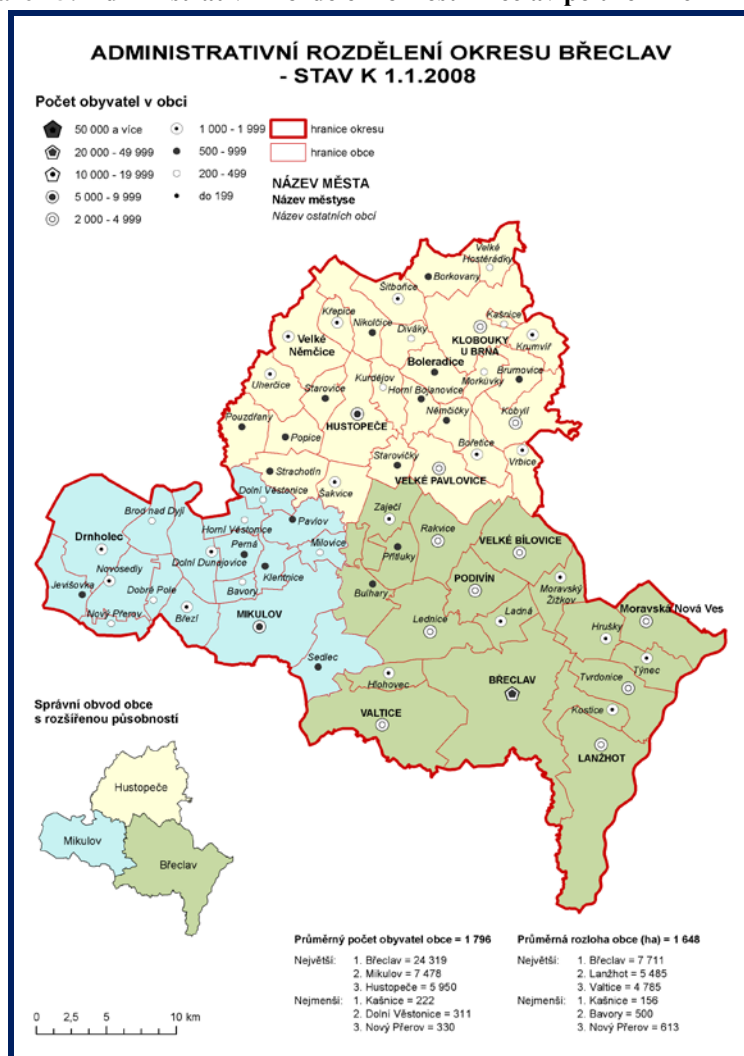 ADMINISTRATIVNÍ ROZDĚLENÍ OKRESU BŘECLAV
- STAV K 1.1.2008
Počet obyvatel v obci
50 000 a více
20 000 - 49 999
10 000 - 19 999
5 000 - 9 999
2 000 - 4 999
1 000 - 1 999
500 - 999
200 - 499
do 199
hranice okresu
hranice obce
NÁZEV MĚSTA
Název městyse
Název ostatních obcí
Velké
Hostěrádky
Borkovany
Šitbořice
Křepice
Nikolčice
Diváky
Kašnice
KLOBOUKY
U BRNA
Krumvíř
Velké
Němčice
Boleradice
Uherčice
Kurdějov
Morkůvky
Brumovice
Starovice
Horní Bojanovice
Kobylí
Pouzdřany
HUSTOPEČE
Němčičky
Popice
Bořetice
Vrbice
Starovičky
Strachotín
VELKÉ PAVLOVICE
Dolní Věstonice
Šakvice
Brod nad Dyjí
Zaječí
Pavlov
Horní Věstonice
Rakvice
VELKÉ BÍLOVICE
Drnholec
Perná
Milovice
Přítluky
Dolní Dunajovice
Novosedly
Klentnice
PODIVÍN
Jevišovka
Dobré Pole
Bavory
Bulhary
Moravský
Žižkov
Nový Přerov
Březí
MIKULOV
Lednice
Ladná
Moravská Nová Ves
Hrušky
Sedlec
Týnec
Hlohovec
BŘECLAV
Tvrdonice
VALTICE
Kostice
LANŽHOT
Správní obvod obce
s rozšířenou působností
Hustopeče
Mikulov
Břeclav
0 2,5 5 10 km
Průměrný počet obyvatel obce = 1 796
Největší: 1. Břeclav = 24 319
2. Mikulov = 7 478
3. Hustopeče = 5 950
Nejmenší: 1. Kašnice = 222
2. Dolní Věstonice = 311
3. Nový Přerov = 330
Průměrná rozloha obce (ha) = 1 648
Největší: 1. Břeclav = 7 711
2. Lanžhot = 5 485
3. Valtice = 4 785
Nejmenší: 1. Kašnice = 156
2. Bavory = 500
3. Nový Přerov = 613